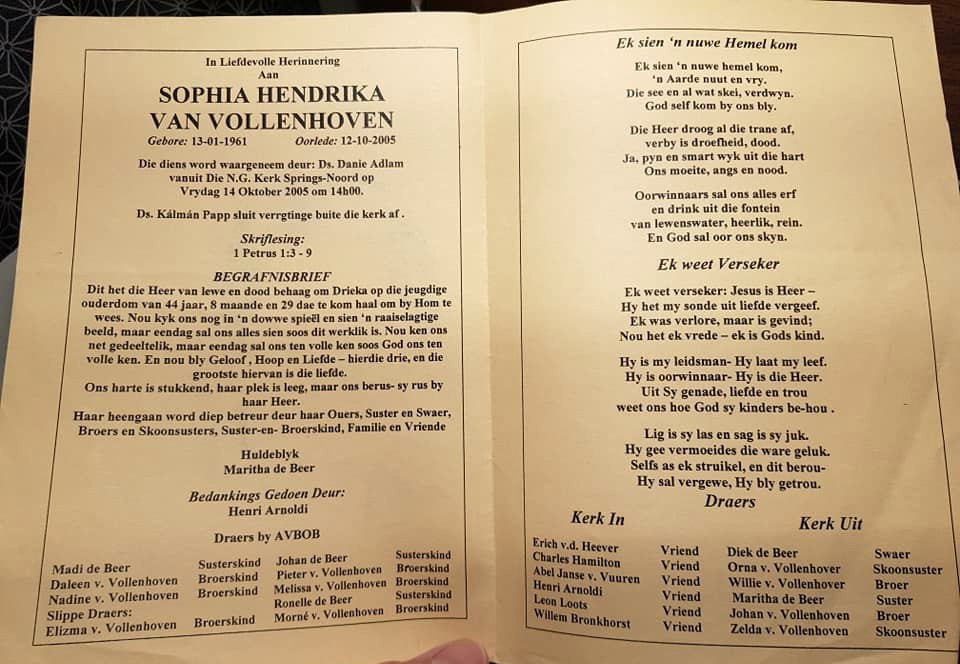 In Liefdevolle Herinnering
Aan
SOPHIA HENDRIKA
VAN VOLLENHOVEN
Gebore: 13-01-1961 Oorlede: 12-10-2005
Die diens word waargeneem deur: Ds. Danie Adlam
vanuit Die N.G. Kerk Springs-Noord op
Vrydag 14 Oktober 2005 om 14h00.
Ds. Kálmán Papp sluit verrgtinge buite die kerk af .
Skriflesing:
1 Petrus 1:3 - 9
BEGRAFNISBRIEF
Dit het die Heer van lewe en dood behaag om Drieka op die jeugdige
ouderdom van 44 jaar, 8 maande en 29 dae te kom haal om by Hom te
wees. Nou kyk ons nog in ‘n dowwe spieël en sien ‘n raaiselagtige
beeld, maar eendag sal ons alles sien soos dit werklik is. Nou ken ons
net gedeeltelik, maar eendag sal ons ten volle ken soos God ons ten
volle ken. En nou bly Geloof , Hoop en Liefde – hierdie drie, en die
grootste hiervan is die liefde.
Ons harte is stukkend, haar plek is leeg, maar ons berus- sy rus by
haar Heer.
Haar heengaan word diep betreur deur haar Ouers, Suster en Swaer,
Broers en Skoonsusters, Suster-en- Broerskind, Familie en Vriende
Huldeblyk
Maritha de Beer
Bedankings Gedoen Deur:
Henri Arnoldi
Draers by AVBOB
Madi de Beer Susterskind Johan de Beer Susterskind
Daleen v. Vollenhoven Broerskind Pieter v. Vollenhoven Broerskind
Nadine v. Vollenhoven Broerskind Melissa v. Vollenhoven Broerskind
Slippe Draers: Ronelle de Beer Susterskind
Elizma v. Vollenhoven Broerskind Morné v. Vollenhoven Broerskind
Ek sien ‘n nuwe Hemel kom
Ek sien ‘n nuwe hemel kom,
‘n Aarde nuut en vry.
Die see en al wat skei, verdwyn.
God self kom by ons bly.
Die Heer droog al die trane af,
verby is droefheid, dood.
Ja, pyn en smart wyk uit die hart
Ons moeite, angs en nood.
Oorwinnaars sal ons alles erf
en drink uit die fontein
van lewenswater, heerlik, rein.
En God sal oor ons skyn.
Ek weet Verseker
Ek weet verseker: Jesus is Heer –
Hy het my sonde uit liefde vergeef.
Ek was verlore, maar is gevind;
Nou het ek vrede – ek is Gods kind.
Hy is my leidsman- Hy laat my leef.
Hy is oorwinnaar- Hy is die Heer.
Uit Sy genade, liefde en trou
weet ons hoe God sy kinders be-hou .
Lig is sy las en sag is sy juk.
Hy gee vermoeides die ware geluk.
Selfs as ek struikel, en dit berou-
Hy sal vergewe, Hy bly getrou.
Draers
Kerk In Kerk Uit
Erich v.d. Heever Vriend Diek de Beer Swaer
Charles Hamilton Vriend Orna v. Vollenhover Skoonsuster
Abel Janse v. Vuuren Vriend Willie v. Vollenhoven Broer
Henri Arnoldi Vriend Maritha de Beer Suster
Leon Loots Vriend Johan v. Vollenhoven Broer
Willem Bronkhorst Vriend Zelda v. Vollenhoven Skoonsuster